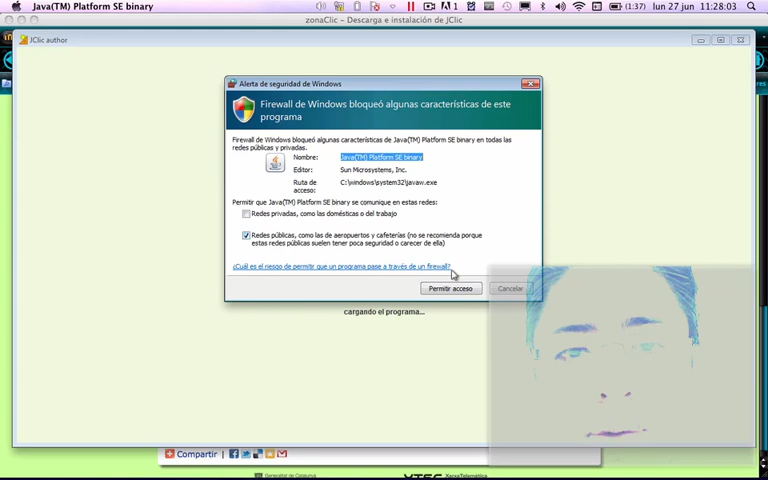 Java(TM) Platform SE binary
1
(1:37)
lun 27 jun
11:28:03
zonaClic - Descarga e instalación de JClic
JClic author
Alerta de seguridad de Windows
Firewall de Windows bloqueó algunas características de este
programa
Firewall de Windows bloqueó algunas características de Java(TM) Platform SE binary en todas las
redes públicas y privadas.
Nombre: Java(TM) Platform SE binary
Editor: Sun Microsystems, Inc.
Ruta de C:\windows\system32\javaw.exe
acceso:
Permitir que Java(TM) Platform SE binary se comunique en estas redes:
Redes privadas, como las domésticas o del trabajo
Redes públicas, como las de aeropuertos y cafeterías (no se recomienda porque
estas redes públicas suelen tener poca seguridad o carecer de ella)
¿Cuál es el riesgo de permitir que un programa pase a través de un firewall?
Permitir acceso
Cancelar
cargando el programa...
Compartir
Generalitat de Catalunya
XTEC
XarxaTelemàtica